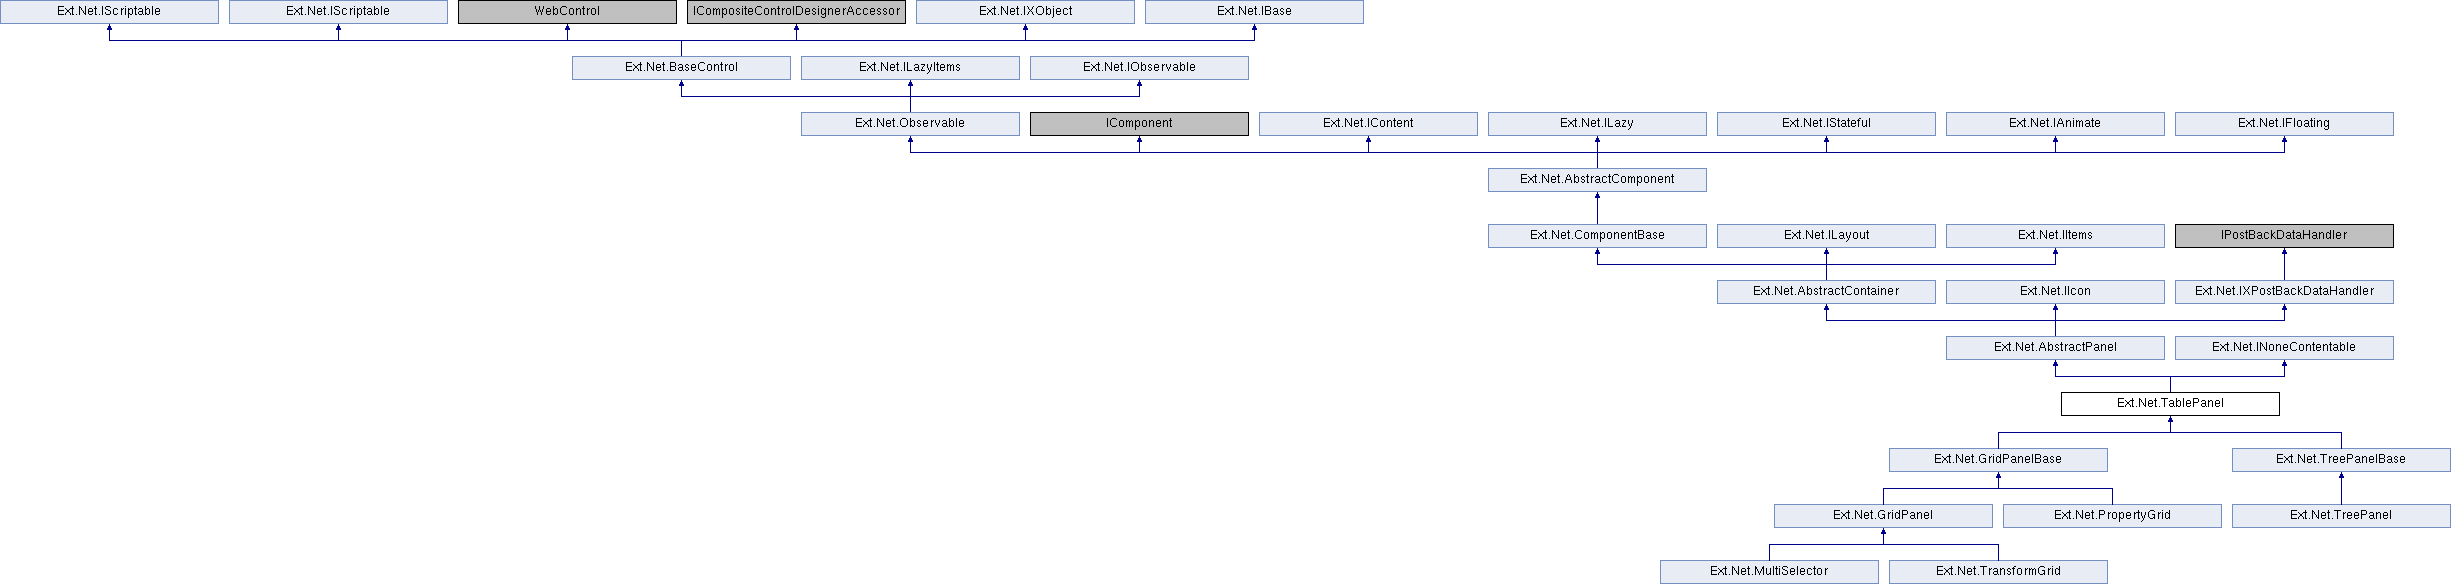 Ext.Net.IScriptable
Ext.Net.IScriptable
WebControl
ICompositeControlDesignerAccessor
Ext.Net.IXObject
Ext.Net.IBase
Ext.Net.BaseControl
Ext.Net.ILazyItems
Ext.Net.IObservable
Ext.Net.Observable
IComponent
Ext.Net.IContent
Ext.Net.ILazy
Ext.Net.IStateful
Ext.Net.IAnimate
Ext.Net.IFloating
Ext.Net.AbstractComponent
Ext.Net.ComponentBase
Ext.Net.ILayout
Ext.Net.IItems
IPostBackDataHandler
Ext.Net.AbstractContainer
Ext.Net.IIcon
Ext.Net.IXPostBackDataHandler
Ext.Net.AbstractPanel
Ext.Net.INoneContentable
Ext.Net.TablePanel
Ext.Net.GridPanelBase
Ext.Net.TreePanelBase
Ext.Net.GridPanel
Ext.Net.PropertyGrid
Ext.Net.TreePanel
Ext.Net.MultiSelector
Ext.Net.TransformGrid